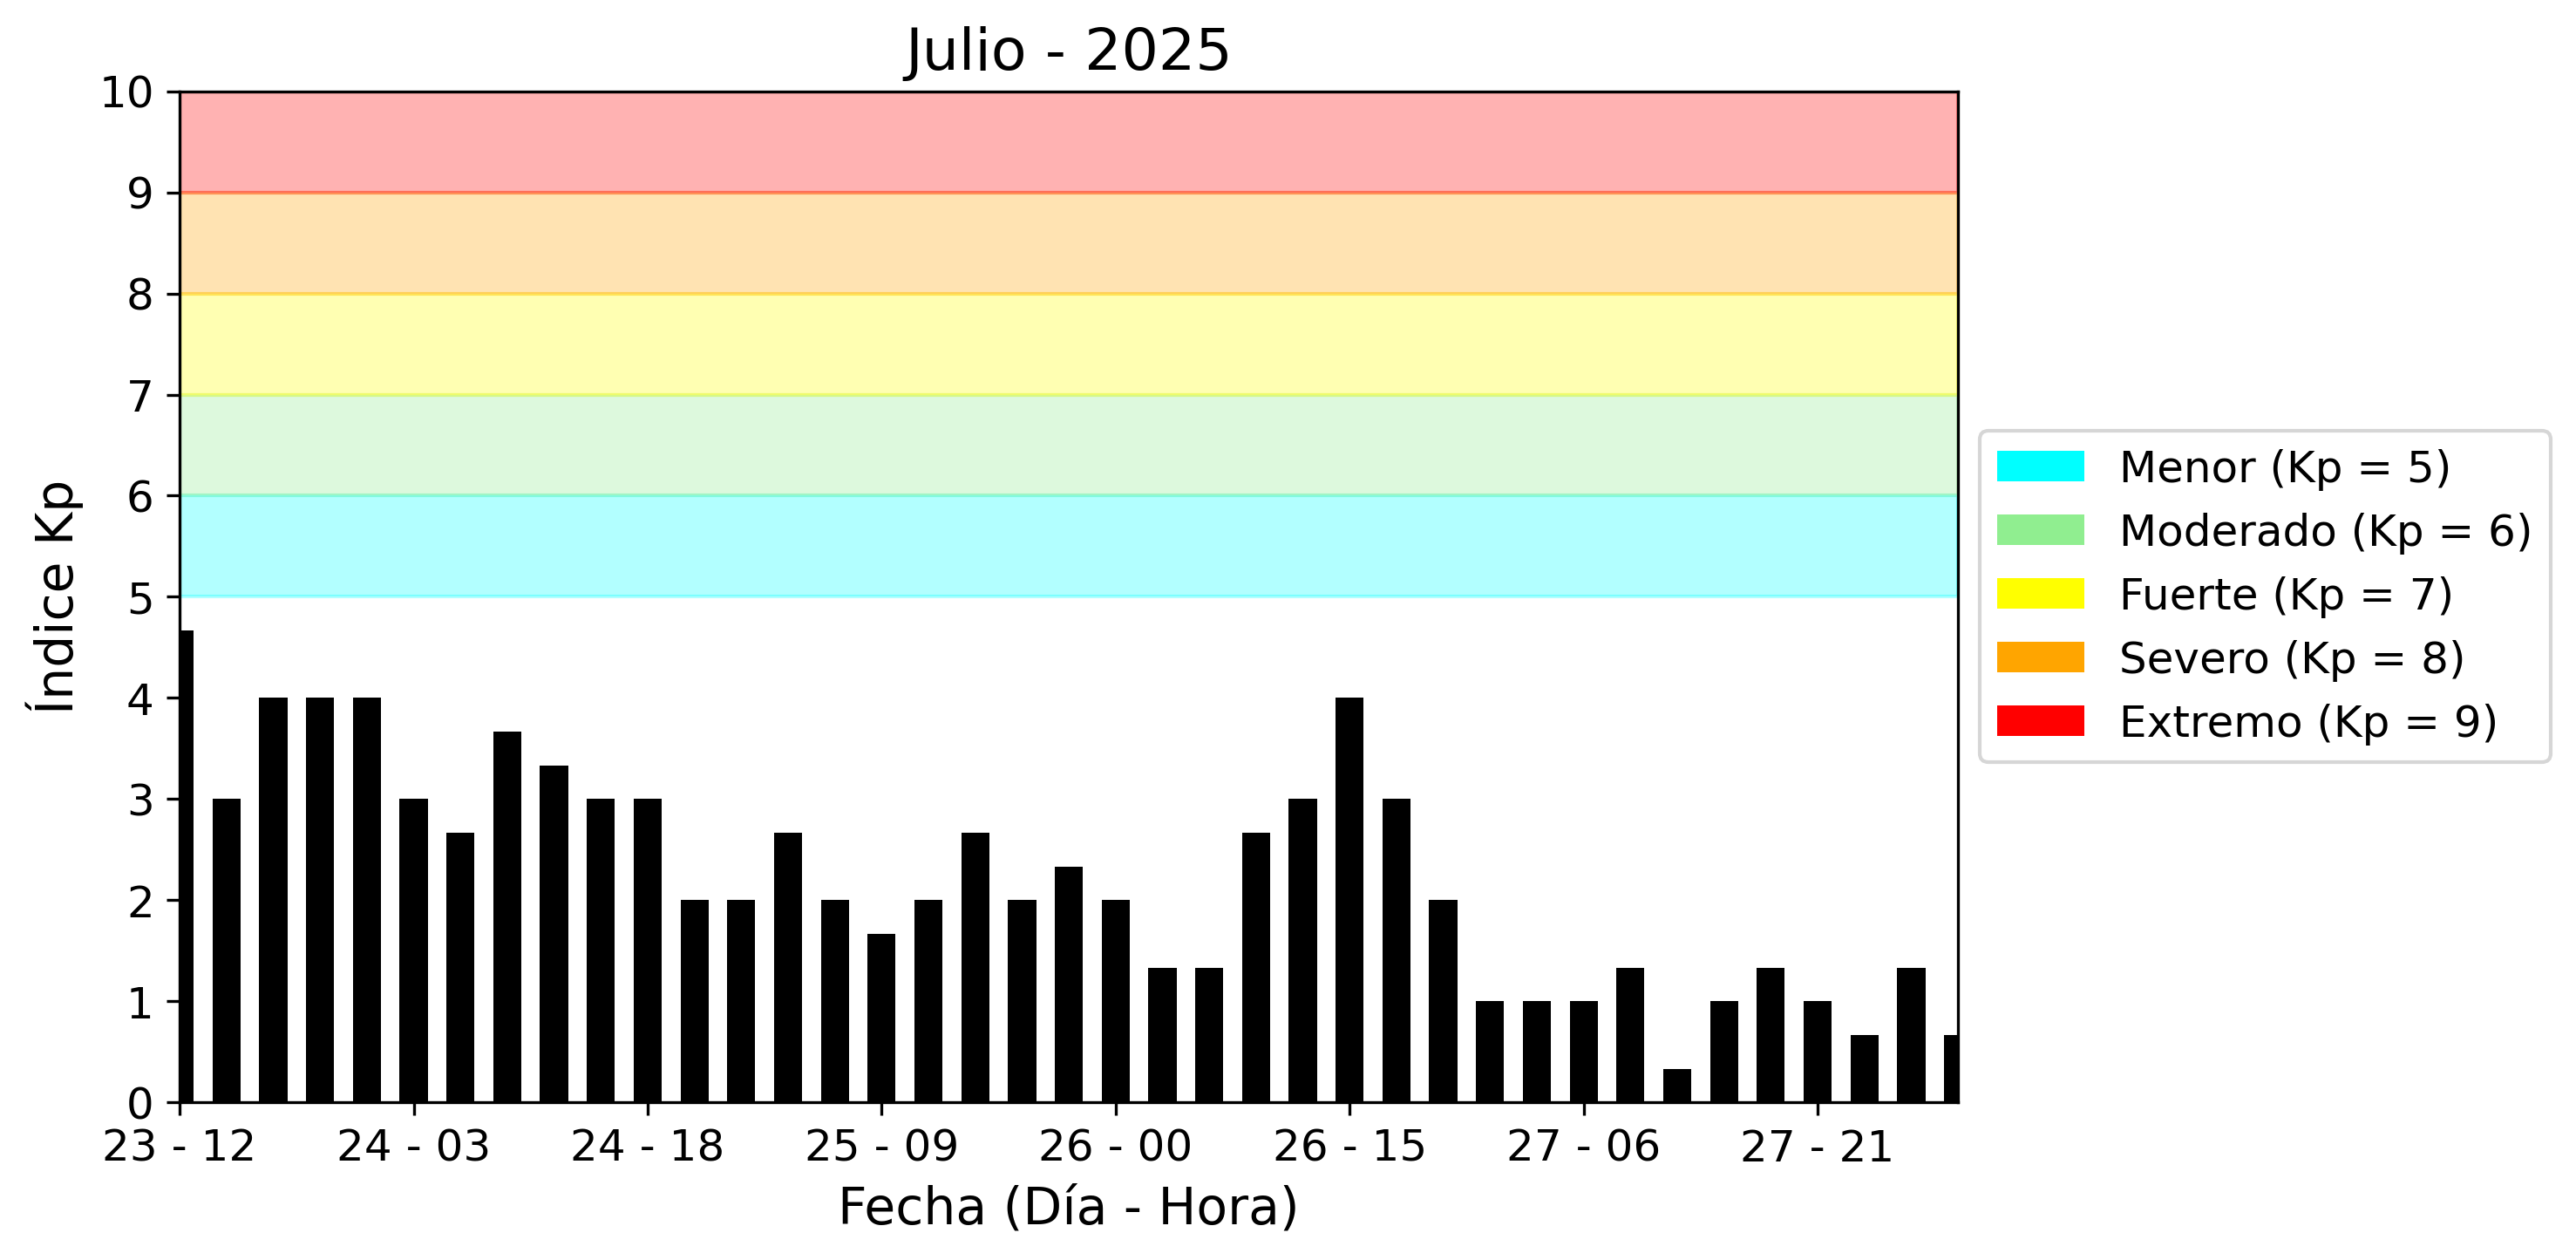 Julio - 2025
10
9
8
7
6
5
4
3
2
1
0
Índice Kp
23 - 12
24 - 03
24 - 18
25 - 09
26 - 00
26 - 15
27 - 06
27 - 21
Fecha (Día - Hora)
Menor (Kp = 5)
Moderado (Kp = 6)
Fuerte (Kp = 7)
Severo (Kp = 8)
Extremo (Kp = 9)